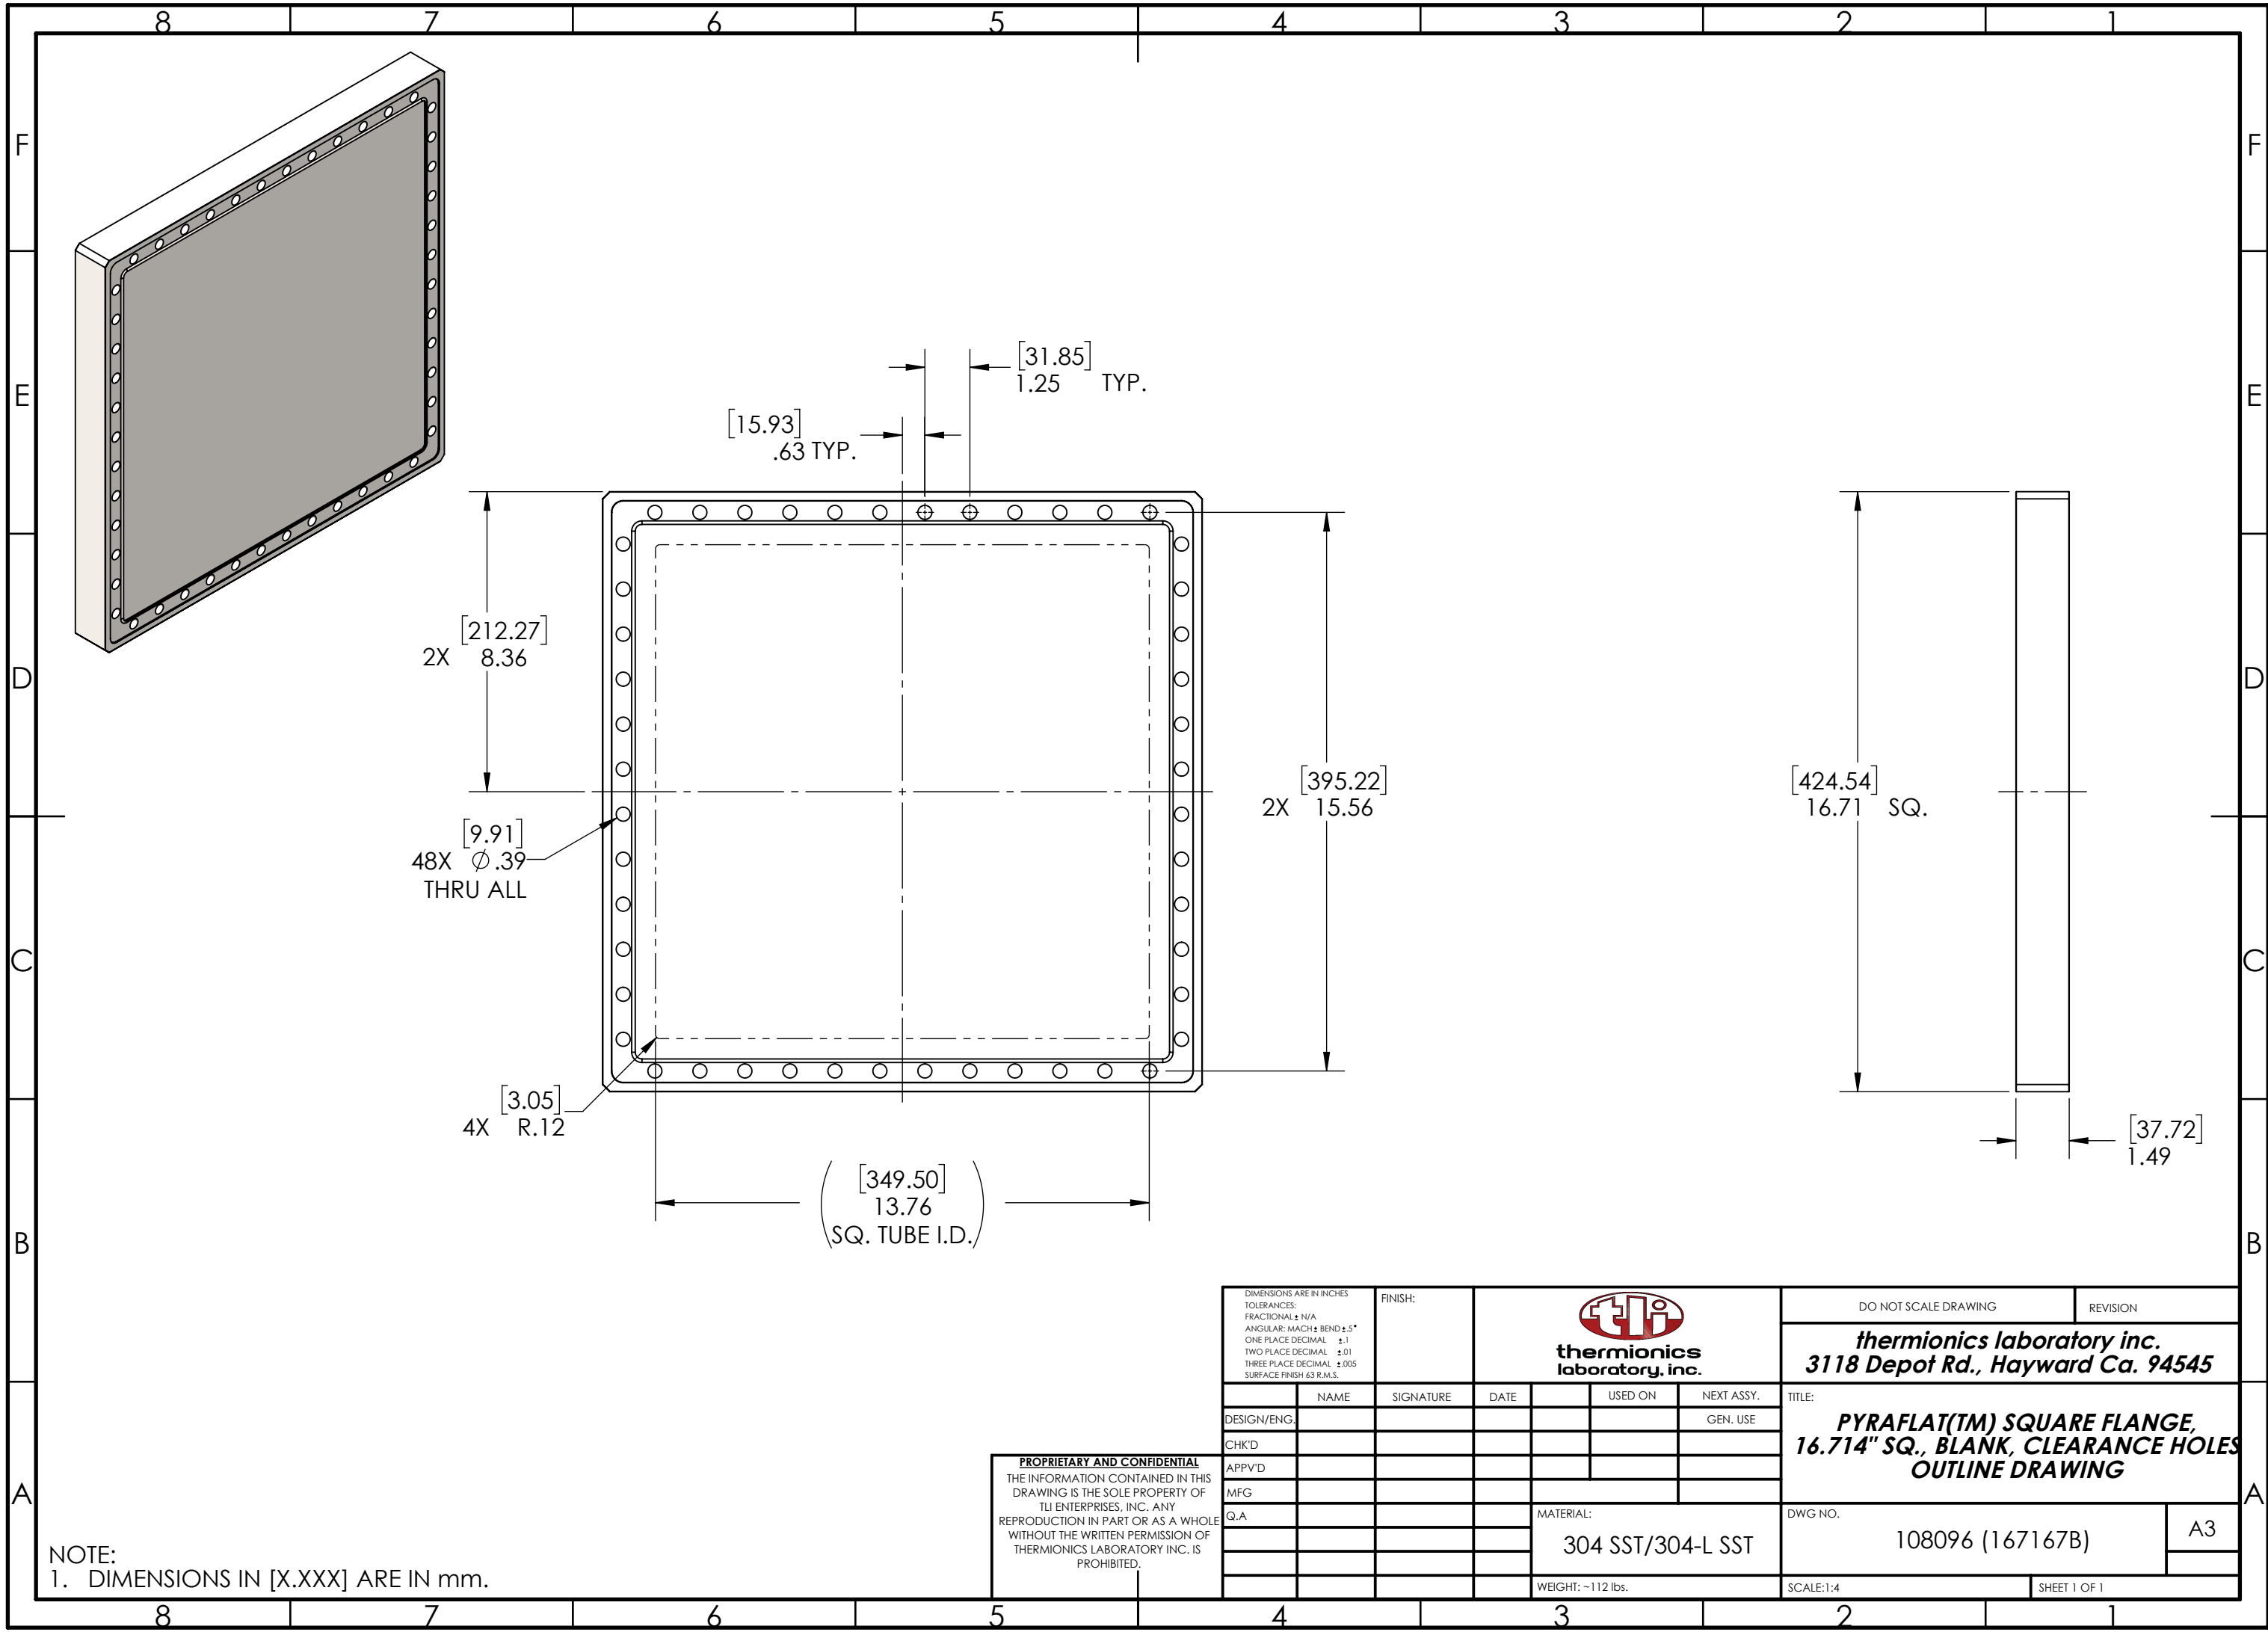 8 7 6 5 4 3 2 1
F F
E E
D D
C C
B B
A A
[31.85]
1.25 TYP.
[15.93]
.63 TYP.
[212.27]
2X 8.36
[9.91]
48X ∅ .39
THRU ALL
[3.05]
4X R.12
[349.50]
13.76
(SQ. TUBE I.D.)
[395.22]
2X 15.56
[424.54]
16.71 SQ.
[37.72]
1.49
NOTE:
1. DIMENSIONS IN [X.XXX] ARE IN mm.
PROPRIETARY AND CONFIDENTIAL
THE INFORMATION CONTAINED IN THIS
DRAWING IS THE SOLE PROPERTY OF
TLI ENTERPRISES, INC. ANY
REPRODUCTION IN PART OR AS A WHOLE
WITHOUT THE WRITTEN PERMISSION OF
THERMIONICS LABORATORY INC. IS
PROHIBITED.
DIMENSIONS ARE IN INCHES
TOLERANCES:
FRACTIONAL ± N/A
ANGULAR: MACH ± BEND ± .5°
ONE PLACE DECIMAL ±.1
TWO PLACE DECIMAL ±.01
THREE PLACE DECIMAL ±.005
SURFACE FINISH 63 R.M.S.
FINISH:
tli
thermionics
laboratory, inc.
DO NOT SCALE DRAWING
REVISION
thermionics laboratory inc.
3118 Depot Rd., Hayward Ca. 94545
NAME SIGNATURE DATE USED ON NEXT ASSY.
DESIGN/ENG. GEN. USE
CHK'D
APPV'D
MFG
Q.A
TITLE:
PYRAFLAT(TM) SQUARE FLANGE,
16.714" SQ., BLANK, CLEARANCE HOLES
OUTLINE DRAWING
MATERIAL:
304 SST/304-L SST
DWG NO.
108096 (167167B)
A3
WEIGHT: ~112 lbs.
SCALE:1:4
SHEET 1 OF 1
8 7 6 5 4 3 2 1